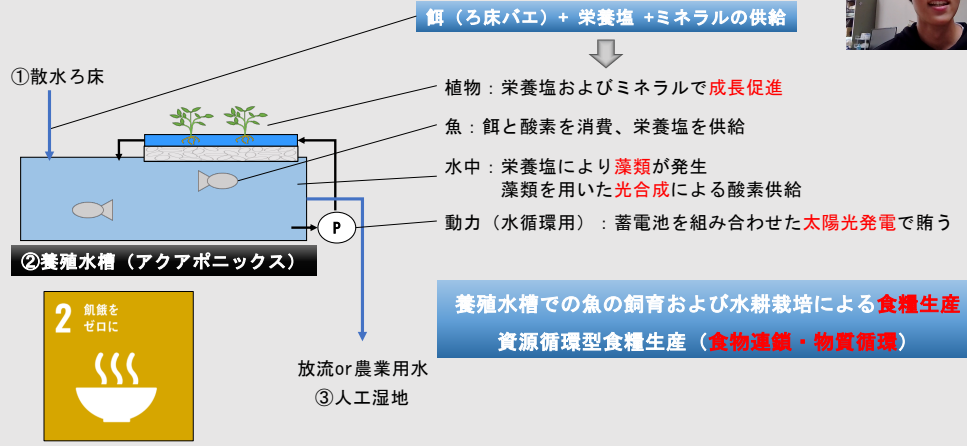 餌（ろ床バエ）+ 栄養塩 +ミネラルの供給
①散水ろ床
植物：栄養塩およびミネラルで成長促進
魚：餌と酸素を消費、栄養塩を供給
水中：栄養塩により藻類が発生
藻類を用いた光合成による酸素供給
動力（水循環用）：蓄電池を組み合わせた太陽光発電で賄う
P
②養殖水槽（アクアポニックス）
養殖水槽での魚の飼育および水耕栽培による食糧生産
資源循環型食糧生産（食物連鎖・物質循環）
2 飢餓を
ゼロに
放流or農業用水
③人工湿地